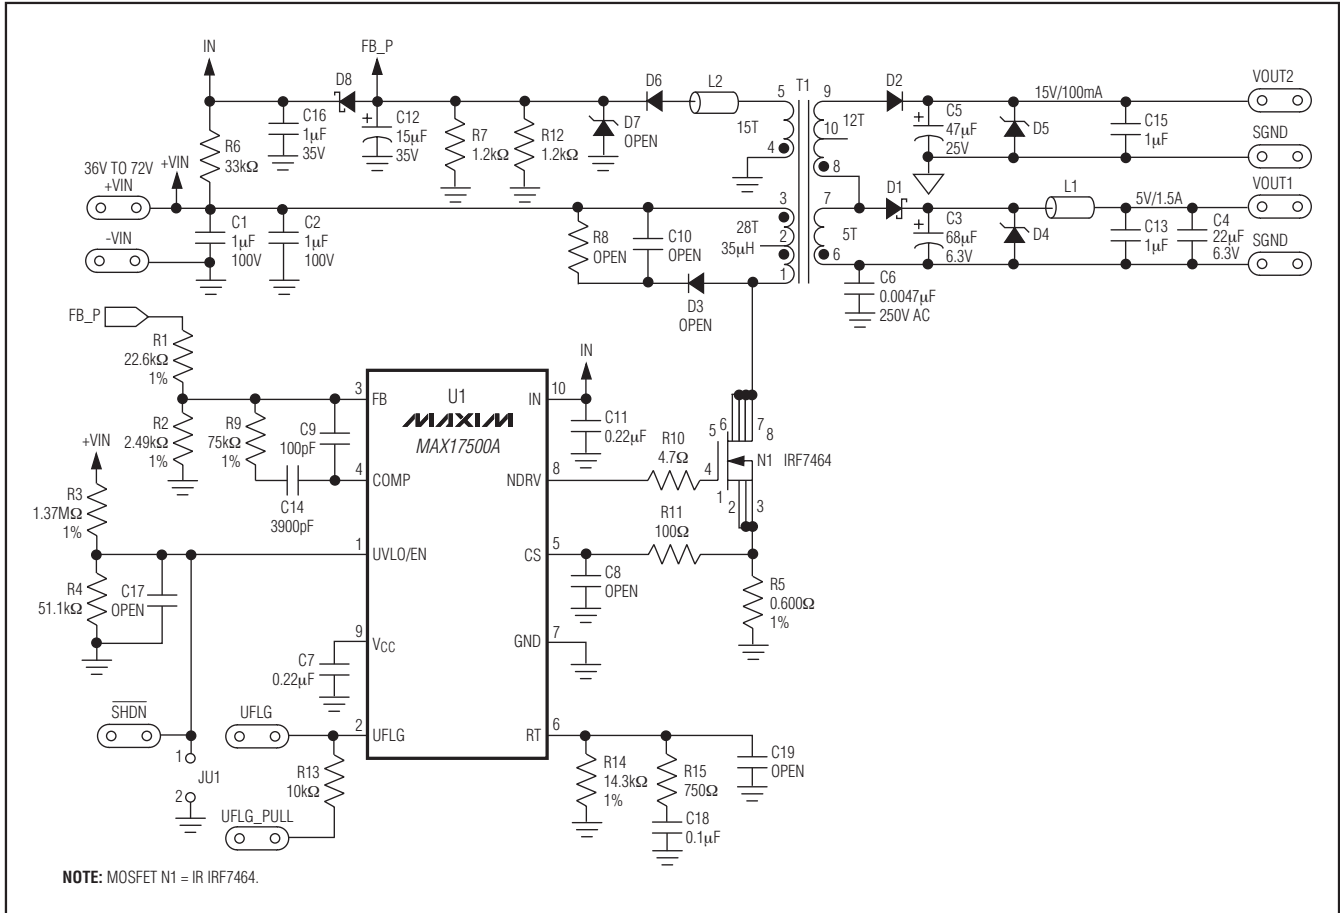 IN
FB_P
D8
D6
L2
T1
D2
VOUT2
5
9
15V/100mA
C16
1µF
35V
C12
15µF
35V
+
R7
1.2kΩ
R12
1.2kΩ
D7
OPEN
15T
10
12T
+
C5
47µF
25V
D5
C15
1µF
SGND
R6
33kΩ
4
8
36V TO 72V
+VIN
+VIN
D1
L1
VOUT1
3
7
5V/1.5A
-VIN
C1
1µF
100V
C2
1µF
100V
R8
OPEN
C10
OPEN
28T
2
35µH
5T
+
C3
68µF
6.3V
D4
C13
1µF
C4
22µF
6.3V
SGND
1
6
D3
OPEN
C6
0.0047µF
250V AC
FB_P
R1
22.6kΩ
1%
IN
3
FB
U1
MAXIM
MAX17500A
IN
10
C11
0.22µF
R2
2.49kΩ
1%
R9
75kΩ
1%
C9
100pF
5
6
7
8
+VIN
4
COMP
NDRV
8
R10
4.7Ω
4
N1 IRF7464
C14
3900pF
1
2
3
R3
1.37MΩ
1%
R11
100Ω
1
UVLO/EN
CS
5
R4
51.1kΩ
C17
OPEN
C8
OPEN
R5
0.600Ω
1%
9
VCC
GND
7
C7
0.22µF
SHDN
UFLG
2
UFLG
RT
6
1
JU1
2
R13
10kΩ
R14
14.3kΩ
1%
R15
750Ω
C19
OPEN
UFLG_PULL
C18
0.1µF
NOTE: MOSFET N1 = IR IRF7464.